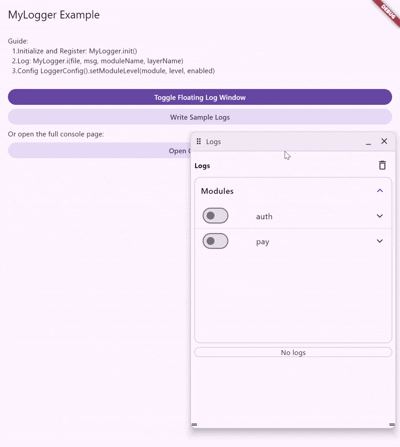 MyLogger Example
DEBUG
Guide:
1.Initialize and Register: MyLogger.init()
2.Log: MyLogger.i(file, msg, moduleName, layerName)
3.Config LoggerConfig().setModuleLevel(module, level, enabled)
Toggle Floating Log Window
Write Sample Logs
Or open the full console page:
Open
Logs
Logs
Modules
auth
pay
No logs